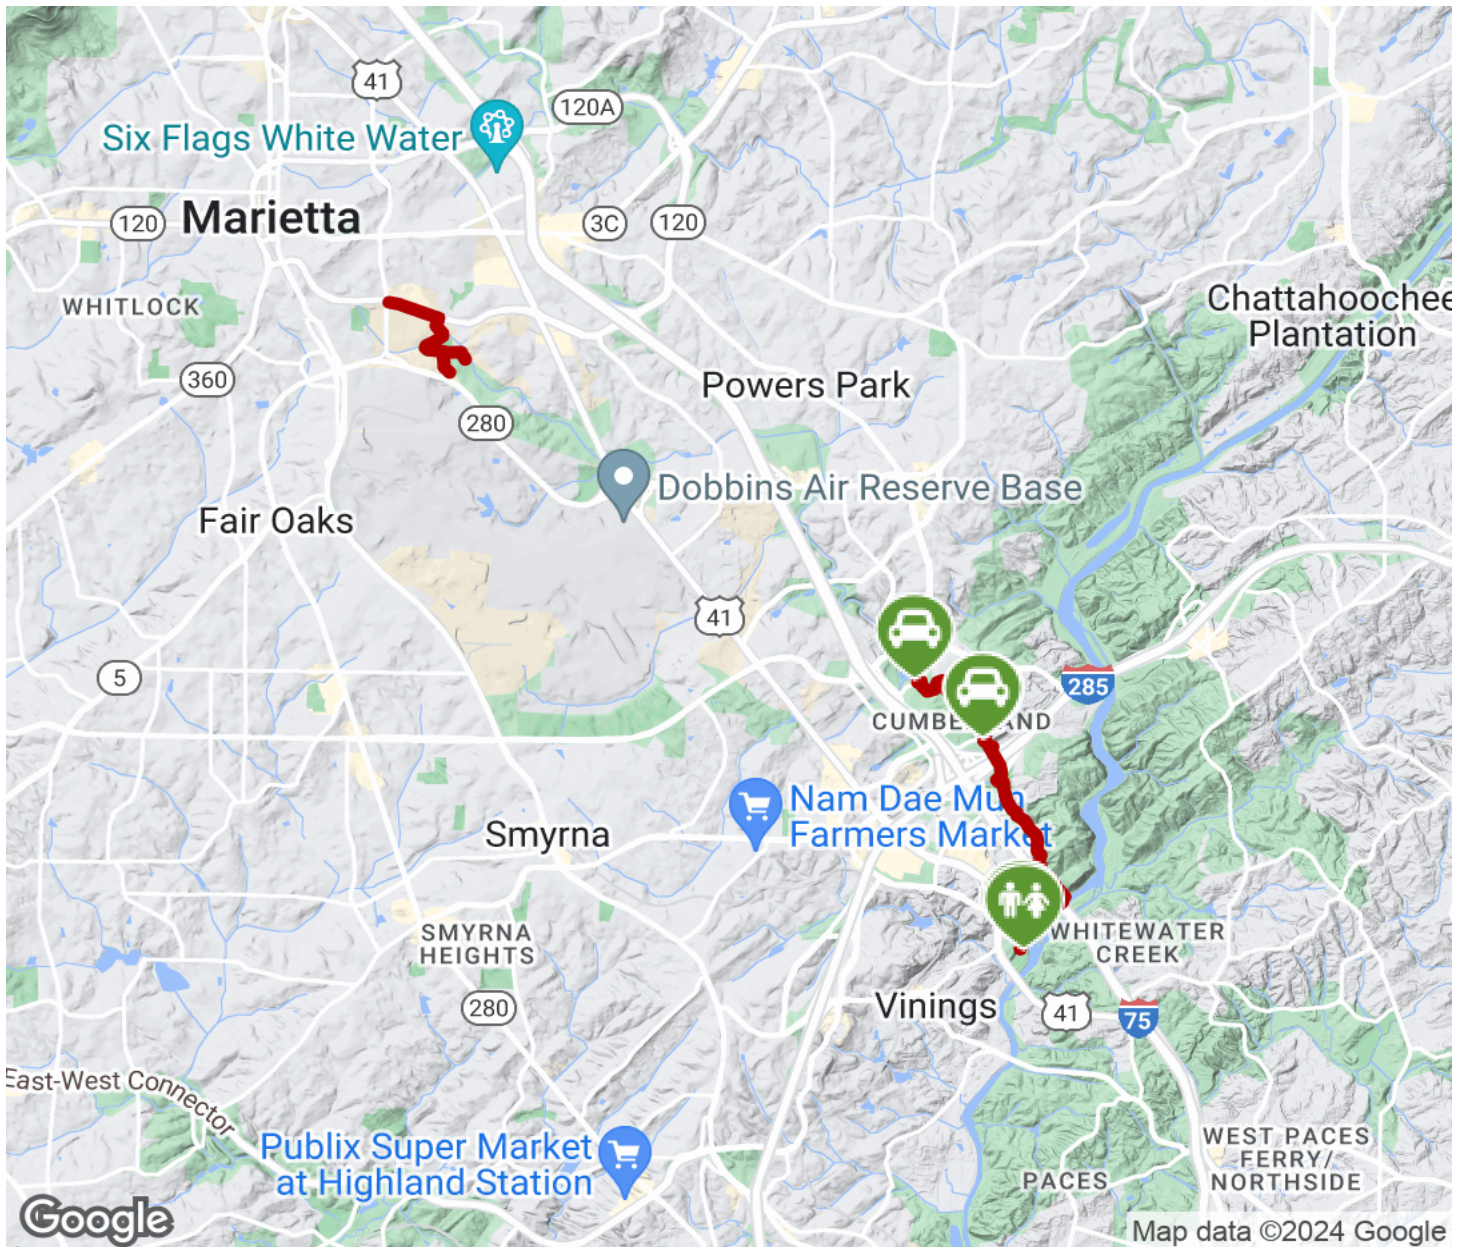 41
120A
Six Flags White Water
120
Marietta
3C
120
WHITLOCK
Chattahoochee
Plantation
360
Powers Park
280
Dobbins Air Reserve Base
Fair Oaks
41
5
285
CUMBERLAND
Nam Dae Mun
Farmers Market
Smyrna
SMYRNA
HEIGHTS
WHITEWATER
CREEK
280
Vinings
41
75
East-West Connector
Publix Super Market
at Highland Station
WEST PACES
FERRY/
NORTHSIDE
PACES
Google
Map data ©2024 Google